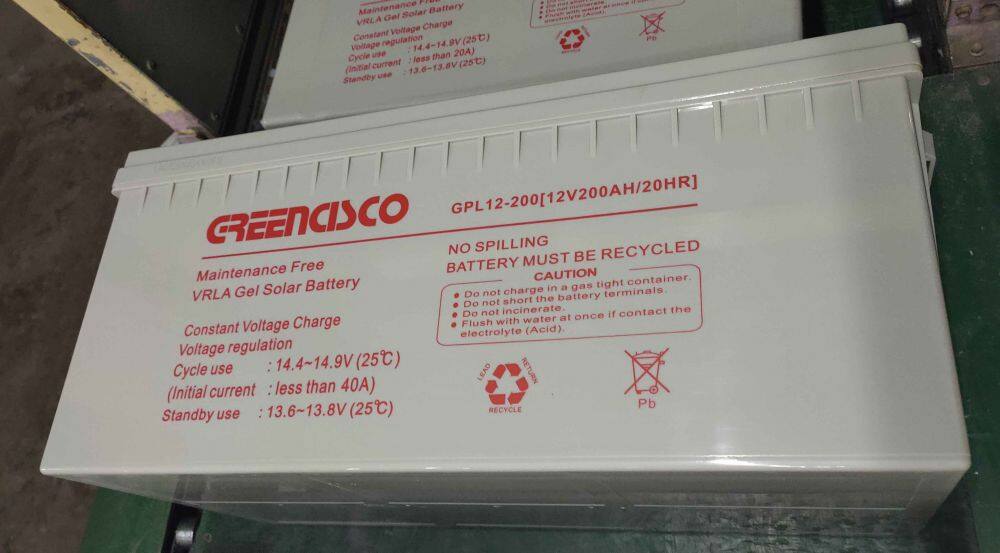 Maintenance Free
VRLA Gel Solar Battery
Constant Voltage Charge
Voltage regulation
Cycle use : 14.4~14.9V (25℃)
(Initial current : less than 20A)
Standby use : 13.6~13.8V (25℃)
Do not incinerate.
Flush with water at once if contact the
electrolyte (Acid).
RECYCLE
Pb
GREENCISCO
GPL12-200[12V200AH/20HR]
Maintenance Free
VRLA Gel Solar Battery
Constant Voltage Charge
Voltage regulation
Cycle use : 14.4~14.9V (25℃)
(Initial current : less than 40A)
Standby use : 13.6~13.8V (25℃)
NO SPILLING
BATTERY MUST BE RECYCLED
CAUTION
• Do not charge in a gas tight container.
• Do not short the battery terminals.
• Do not incinerate.
• Flush with water at once if contact the
electrolyte (Acid).
LEAD
RETURN
RECYCLE
Pb